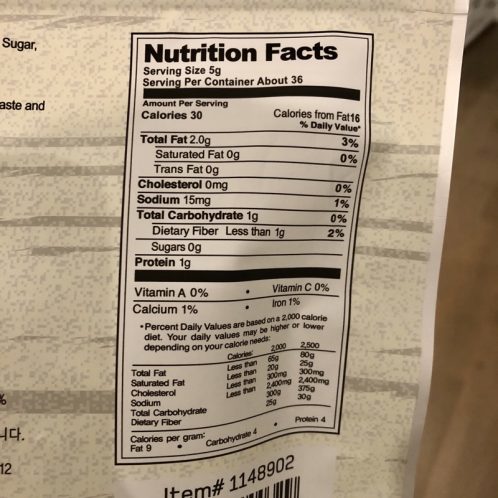 Sugar,
aste and
Nutrition Facts
Serving Size 5g
Serving Per Container About 36
Amount Per Serving
Calories 30 Calories from Fat16
% Daily Value*
Total Fat 2.0g 3%
Saturated Fat 0g 0%
Trans Fat 0g
Cholesterol 0mg 0%
Sodium 15mg 1%
Total Carbohydrate 1g 0%
Dietary Fiber Less than 1g 2%
Sugars 0g
Protein 1g
Vitamin A 0% • Vitamin C 0%
Calcium 1% • Iron 1%
*Percent Daily Values are based on a 2,000 calorie
diet. Your daily values may be higher or lower
depending on your calorie needs:
Calories: 2,000 2,500
Total Fat Less than 65g 80g
Saturated Fat Less than 20g 25g
Cholesterol Less than 300mg 300mg
Sodium Less than 2,400mg 2,400mg
Total Carbohydrate 300g 375g
Dietary Fiber 25g 30g
Calories per gram:
Fat 9 • Carbohydrate 4 • Protein 4
%
니다.
12
Item# 1148902